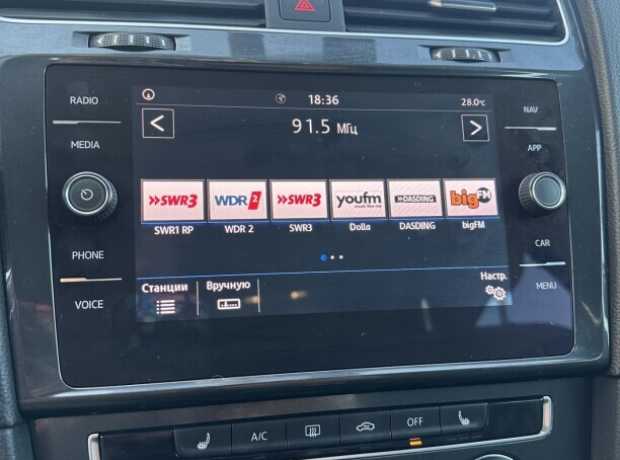 RADIO
MEDIA
PHONE
VOICE
NAV
APP
CAR
MENU
18:36
28.0°C
<
91.5 МГц
>
SWR3
WDR 2
SWR3
youfm
DASDING
bigFM
SWR1 RP
WDR 2
SWR3
Dolla
DASDING
bigFM
Станции
Вручную
Настр.
A/C
OFF